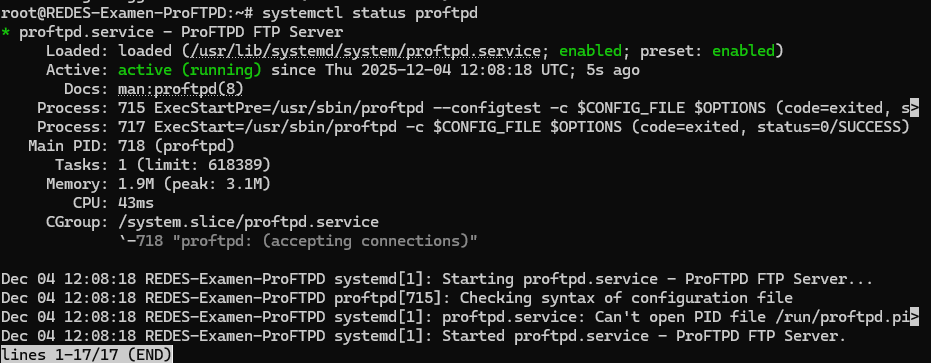 root@REDES-Examen-ProFTPD:~# systemctl status proftpd
* proftpd.service - ProFTPD FTP Server
     Loaded: loaded (/usr/lib/systemd/system/proftpd.service; enabled; preset: enabled)
     Active: active (running) since Thu 2025-12-04 12:08:18 UTC; 5s ago
       Docs: man:proftpd(8)
    Process: 715 ExecStartPre=/usr/sbin/proftpd --configtest -c $CONFIG_FILE $OPTIONS (code=exited, s>
    Process: 717 ExecStart=/usr/sbin/proftpd -c $CONFIG_FILE $OPTIONS (code=exited, status=0/SUCCESS)
   Main PID: 718 (proftpd)
      Tasks: 1 (limit: 618389)
     Memory: 1.9M (peak: 3.1M)
        CPU: 43ms
     CGroup: /system.slice/proftpd.service
             `-718 "proftpd: (accepting connections)"
Dec 04 12:08:18 REDES-Examen-ProFTPD systemd[1]: Starting proftpd.service - ProFTPD FTP Server...
Dec 04 12:08:18 REDES-Examen-ProFTPD proftpd[715]: Checking syntax of configuration file
Dec 04 12:08:18 REDES-Examen-ProFTPD systemd[1]: proftpd.service: Can't open PID file /run/proftpd.pi>
Dec 04 12:08:18 REDES-Examen-ProFTPD systemd[1]: Started proftpd.service - ProFTPD FTP Server.
lines 1-17/17 (END)